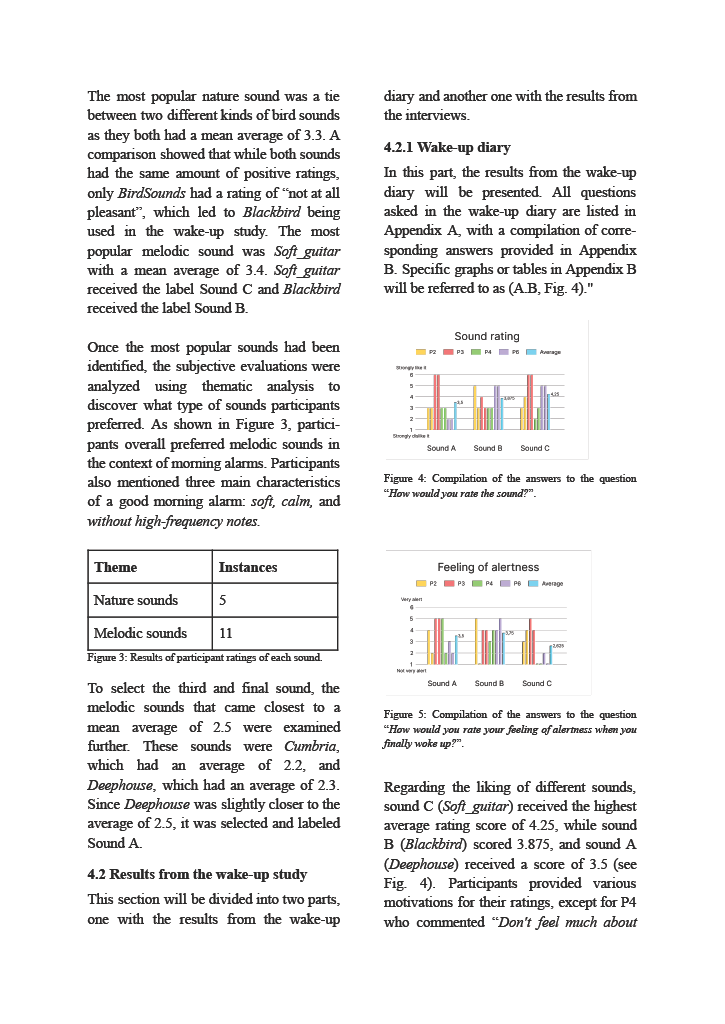 The most popular nature sound was a tie
between two different kinds of bird sounds
as they both had a mean average of 3.3. A
comparison showed that while both sounds
had the same amount of positive ratings,
only BirdSounds had a rating of “not at all
pleasant”, which led to Blackbird being
used in the wake-up study. The most
popular melodic sound was Soft_guitar
with a mean average of 3.4. Soft_guitar
received the label Sound C and Blackbird
received the label Sound B.
Once the most popular sounds had been
identified, the subjective evaluations were
analyzed using thematic analysis to
discover what type of sounds participants
preferred. As shown in Figure 3, partici-
pants overall preferred melodic sounds in
the context of morning alarms. Participants
also mentioned three main characteristics
of a good morning alarm: soft, calm, and
without high-frequency notes.
Theme Instances
Nature sounds 5
Melodic sounds 11
Figure 3: Results of participant ratings of each sound.
To select the third and final sound, the
melodic sounds that came closest to a
mean average of 2.5 were examined
further. These sounds were Cumbria,
which had an average of 2.2, and
Deephouse, which had an average of 2.3.
Since Deephouse was slightly closer to the
average of 2.5, it was selected and labeled
Sound A.
4.2 Results from the wake-up study
This section will be divided into two parts,
one with the results from the wake-up
diary and another one with the results from
the interviews.
4.2.1 Wake-up diary
In this part, the results from the wake-up
diary will be presented. All questions
asked in the wake-up diary are listed in
Appendix A, with a compilation of corre-
sponding answers provided in Appendix
B. Specific graphs or tables in Appendix B
will be referred to as (A.B, Fig. 4)."
Sound rating
P2 P3 P4 P6 Average
Strongly like it
6
5
4
3
2
1
Strongly dislike it
3,5
3,875
4,25
Sound A Sound B Sound C
Figure 4: Compilation of the answers to the question
“How would you rate the sound?”.
Feeling of alertness
P2 P3 P4 P6 Average
Very alert
6
5
4
3
2
1
Not very alert
3,5
3,75
2,625
Sound A Sound B Sound C
Figure 5: Compilation of the answers to the question
“How would you rate your feeling of alertness when you
finally woke up?”.
Regarding the liking of different sounds,
sound C (Soft_guitar) received the highest
average rating score of 4.25, while sound
B (Blackbird) scored 3.875, and sound A
(Deephouse) received a score of 3.5 (see
Fig. 4). Participants provided various
motivations for their ratings, except for P4
who commented “Don't feel much about